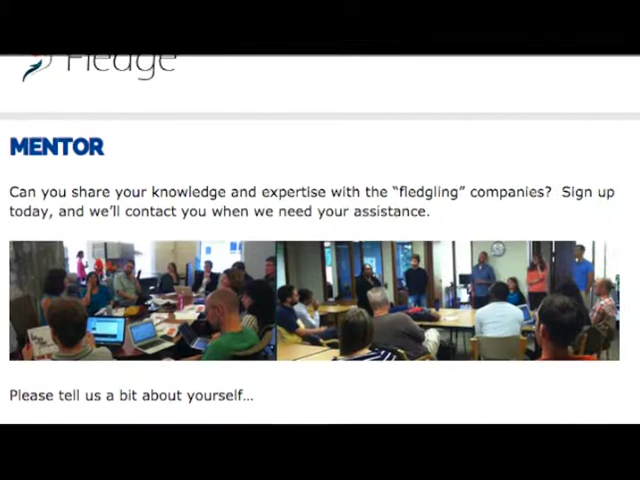 Fledge
MENTOR
Can you share your knowledge and expertise with the “fledgling” companies?  Sign up
today, and we’ll contact you when we need your assistance.
Please tell us a bit about yourself...